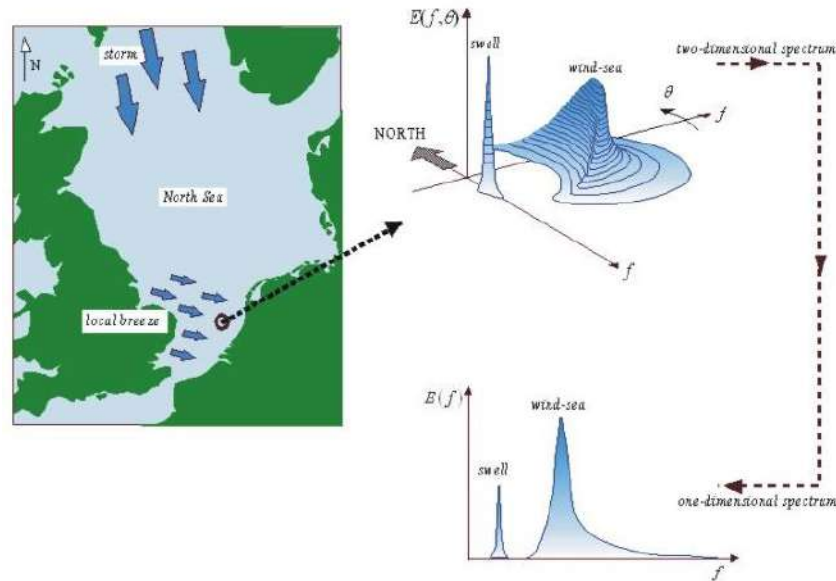 N
storm
North Sea
local breeze
E(f,θ)
swell
wind-sea
two-dimensional spectrum
θ
f
NORTH
f
E(f)
wind-sea
swell
one-dimensional spectrum
f